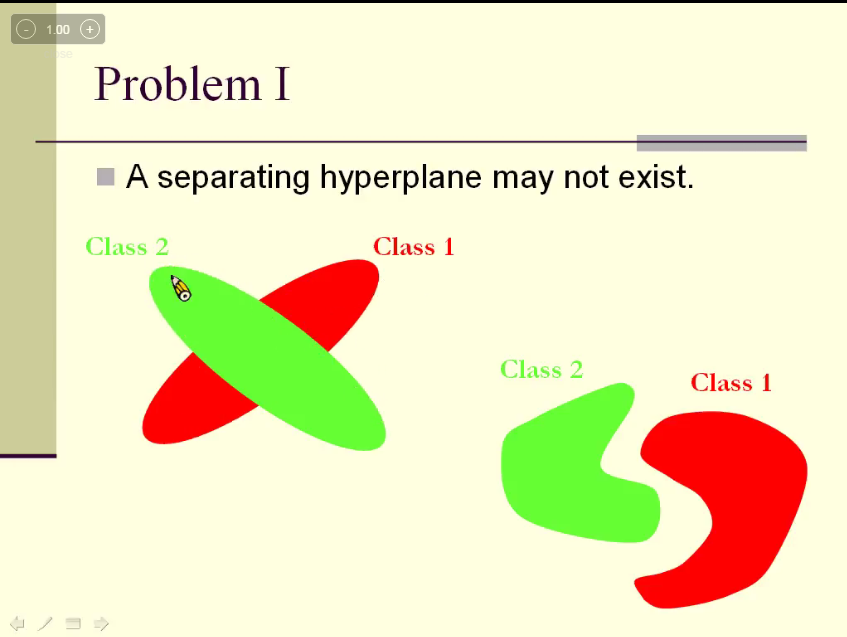 - 1.00 +
Problem I
A separating hyperplane may not exist.
Class 2
Class 1
Class 2
Class 1